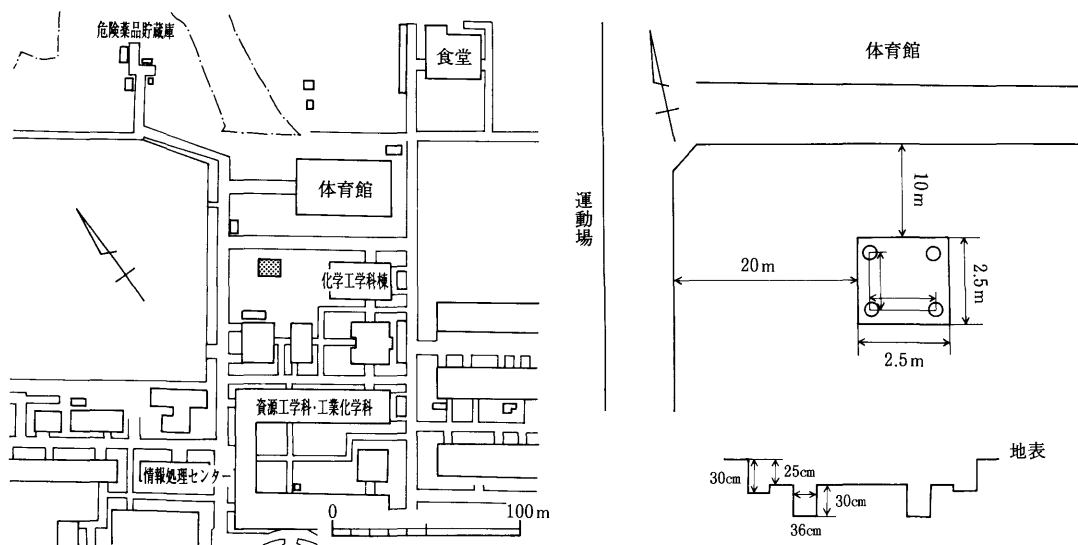 危険薬品貯蔵庫
食堂
体育館
化学工学科棟
資源工学科・工業化学科
情報処理センター
0
100m
体育館
運動場
10m
20m
2.5m
2.5m
地表
30cm
25cm
30cm
36cm